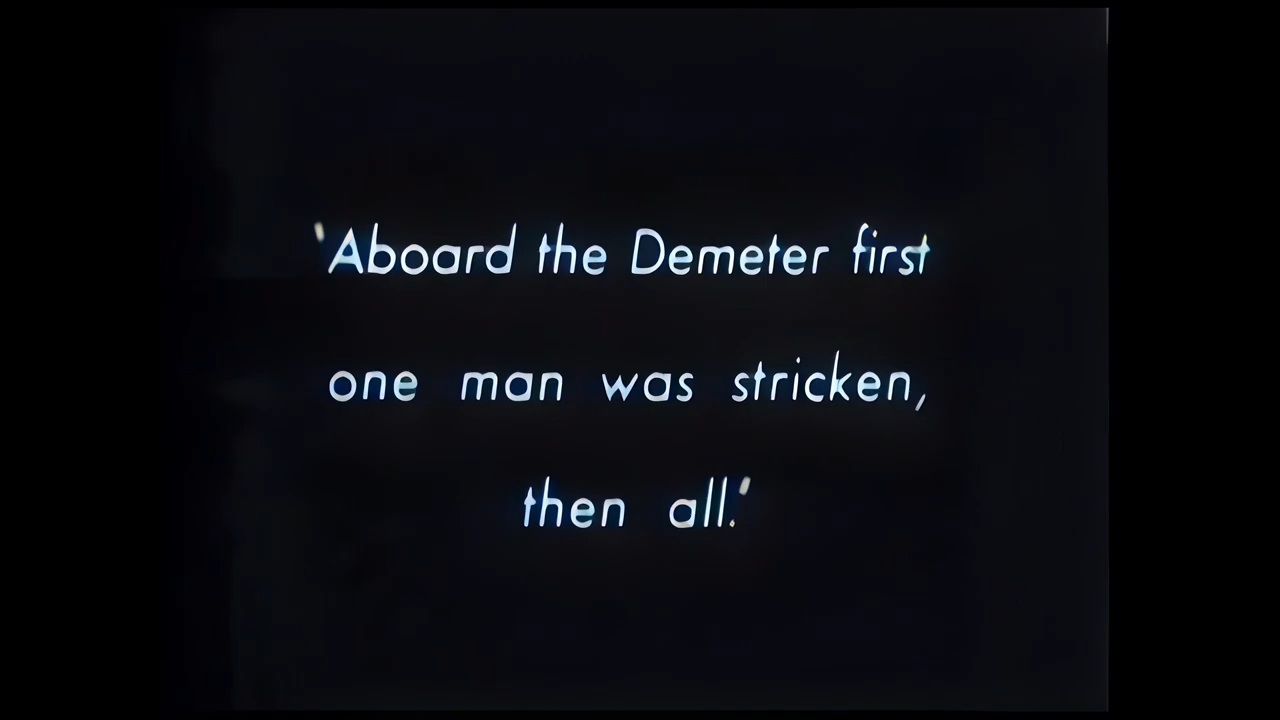 'Aboard the Demeter first
one man was stricken,
then all.'